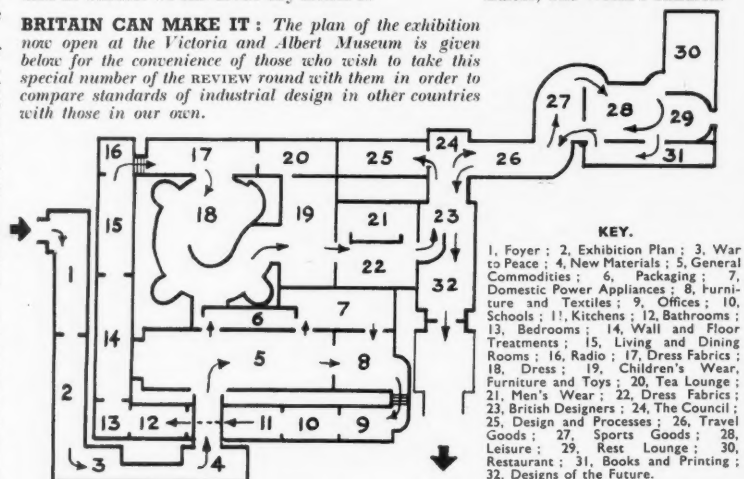 BRITAIN CAN MAKE IT : The plan of the exhibition
now open at the Victoria and Albert Museum is given
below for the convenience of those who wish to take this
special number of the REVIEW round with them in order to
compare standards of industrial design in other countries
with those in our own.
30
27
28
29
31
16
17
20
25
24
26
15
18
19
21
23
22
32
1
14
6
7
5
8
2
13
12
11
10
9
3
4
KEY.
1, Foyer ; 2, Exhibition Plan ; 3, War
to Peace ; 4, New Materials ; 5, General
Commodities ; 6, Packaging ; 7,
Domestic Power Appliances ; 8, Furni-
ture and Textiles ; 9, Offices ; 10,
Schools ; 1!, Kitchens ; 12, Bathrooms ;
13, Bedrooms ; 14, Wall and Floor
Treatments ; 15, Living and Dining
Rooms ; 16, Radio ; 17, Dress Fabrics ;
18, Dress ; 19, Children's Wear,
Furniture and Toys ; 20, Tea Lounge ;
21, Men's Wear ; 22, Dress Fabrics ;
23, British Designers ; 24, The Council ;
25, Design and Processes ; 26, Travel
Goods ; 27, Sports Goods ; 28,
Leisure ; 29, Rest Lounge ; 30,
Restaurant ; 31, Books and Printing ;
32, Designs of the Future.